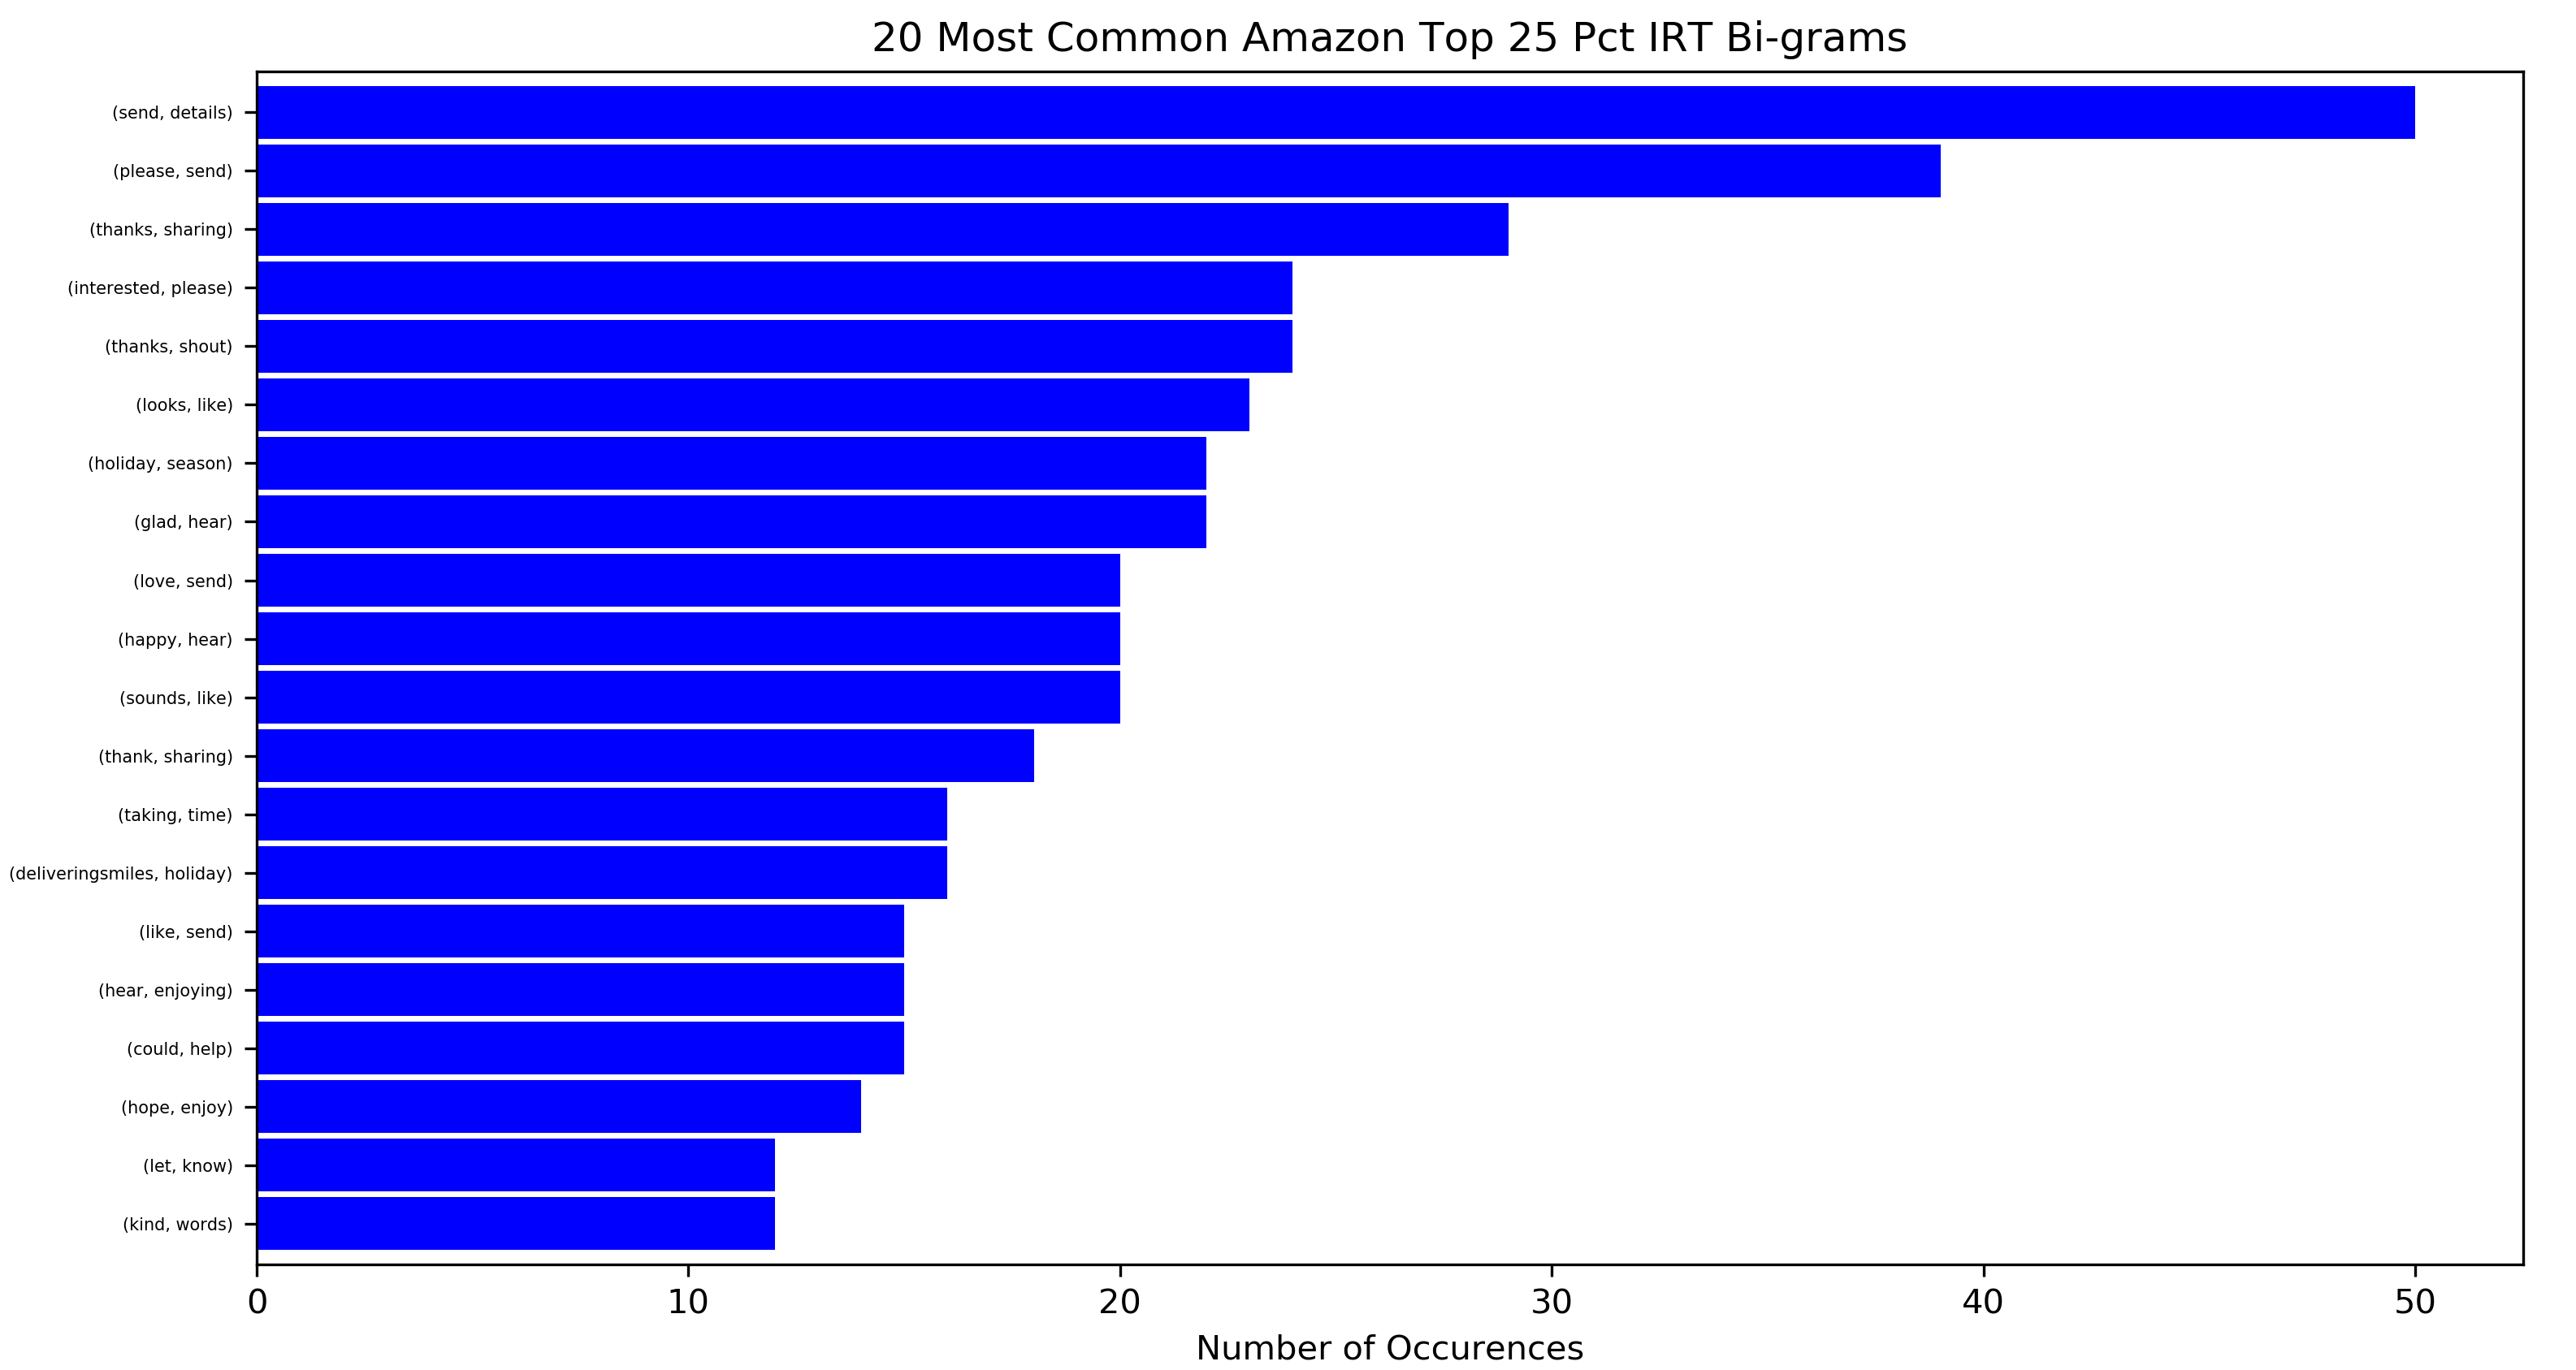 20 Most Common Amazon Top 25 Pct IRT Bi-grams
(send, details)
(please, send)
(thanks, sharing)
(interested, please)
(thanks, shout)
(looks, like)
(holiday, season)
(glad, hear)
(love, send)
(happy, hear)
(sounds, like)
(thank, sharing)
(taking, time)
(deliveringsmiles, holiday)
(like, send)
(hear, enjoying)
(could, help)
(hope, enjoy)
(let, know)
(kind, words)
0 10 20 30 40 50
Number of Occurences